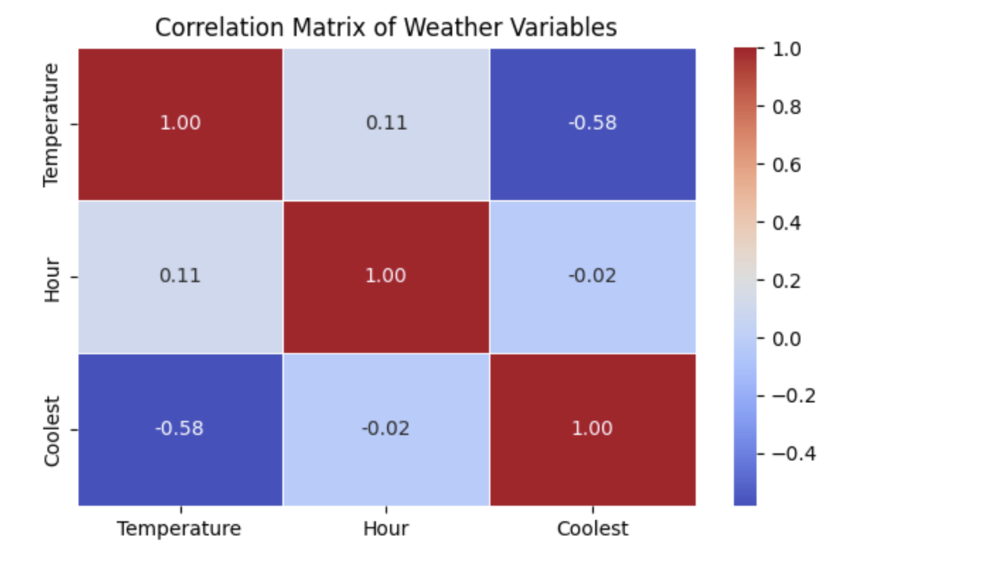 Correlation Matrix of Weather Variables
Temperature
1.00
0.11
-0.58
Hour
0.11
1.00
-0.02
Coolest
-0.58
-0.02
1.00
Temperature
Hour
Coolest
1.0
0.8
0.6
0.4
0.2
0.0
−0.2
−0.4